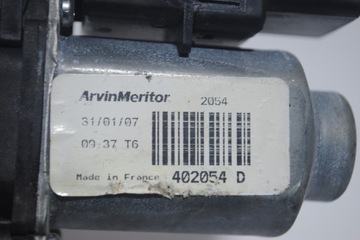 ArvinMeritor 2054
31/01/07
09:37 T6
Made in France 402054 D